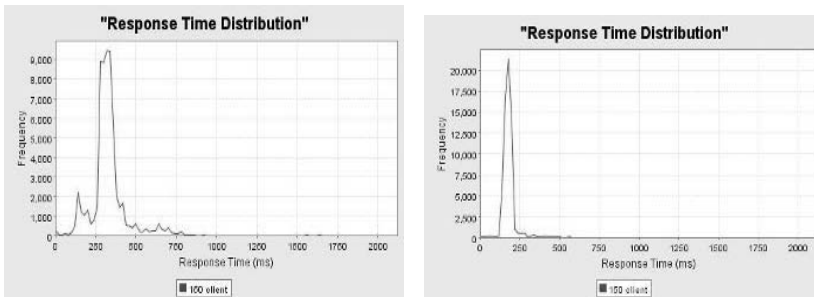 "Response Time Distribution"
Frequency
9,000
8,000
7,000
6,000
5,000
4,000
3,000
2,000
1,000
0
0 250 500 750 1000 1250 1500 1750 2000
Response Time (ms)
150 client
"Response Time Distribution"
Frequency
20,000
17,500
15,000
12,500
10,000
7,500
5,000
2,500
0
0 250 500 750 1000 1250 1500 1750 2000
Response Time (ms)
150 client